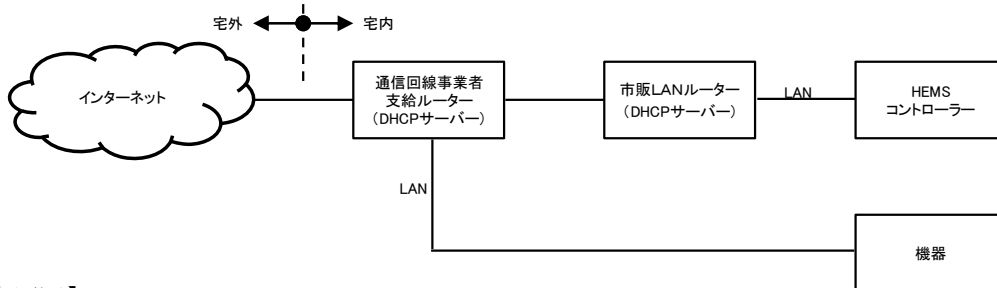 宅外
宅内
インターネット
通信回線事業者
支給ルーター
(DHCPサーバー)
市販LANルーター
(DHCPサーバー)
LAN
HEMS
コントローラー
LAN
機器